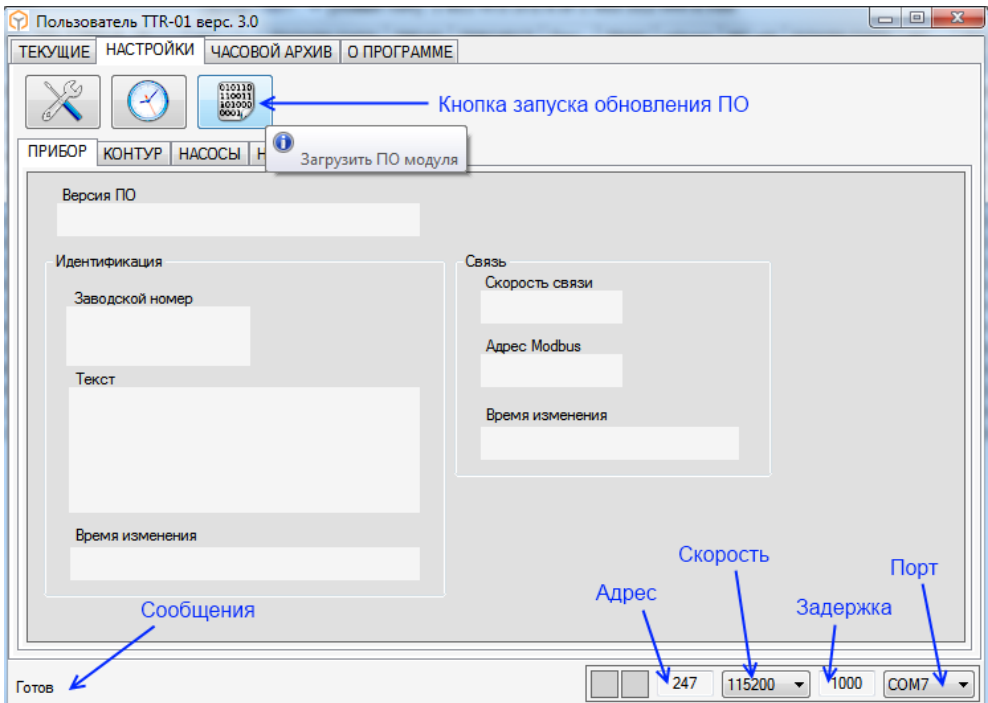 Пользователь TTR-01 верс. 3.0
ТЕКУЩИЕ НАСТРОЙКИ ЧАСОВОЙ АРХИВ О ПРОГРАММЕ
010110
110011
101000
0001
Кнопка запуска обновления ПО
Загрузить ПО модуля
ПРИБОР КОНТУР НАСОСЫ Н
Версия ПО
Идентификация
Заводской номер
Текст
Время изменения
Связь
Скорость связи
Адрес Modbus
Время изменения
Сообщения
Адрес
Скорость
Задержка
Порт
Готов
247 115200 1000 COM7